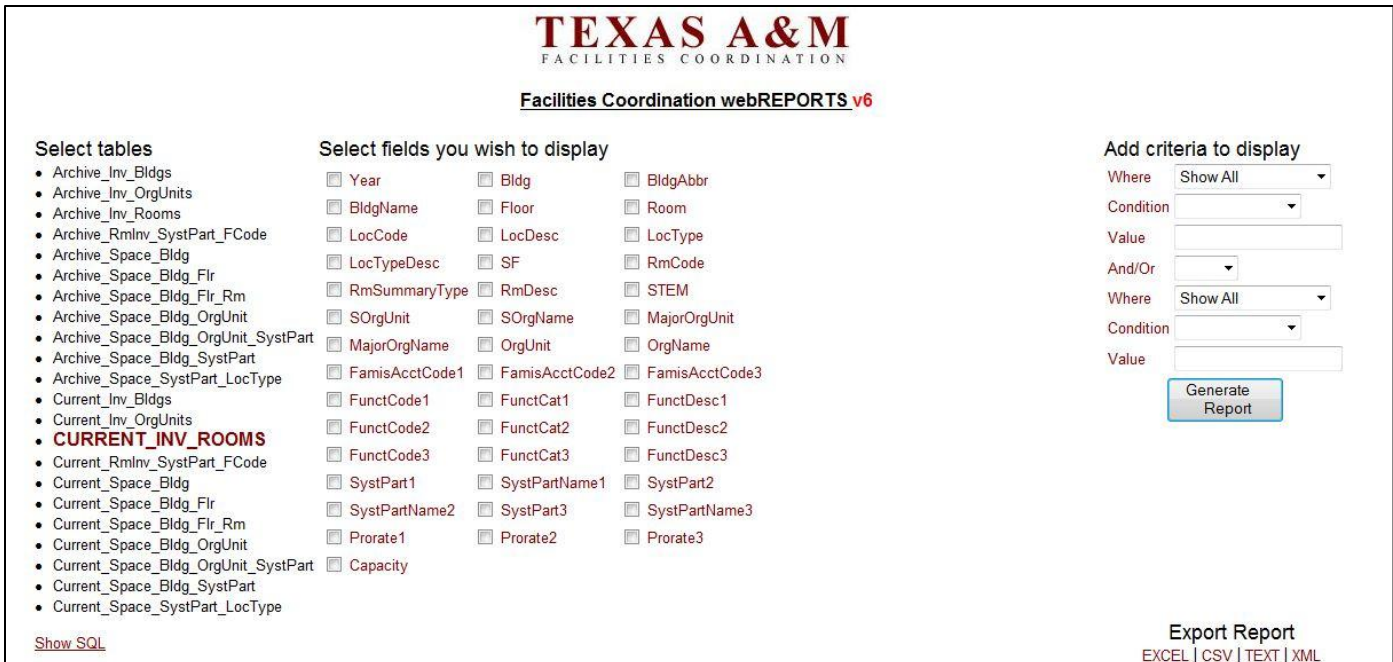 TEXAS A&M
FACILITIES COORDINATION
Facilities Coordination webREPORTS v6
Select tables
• Archive_Inv_Bldgs
• Archive_Inv_OrgUnits
• Archive_Inv_Rooms
• Archive_RmInv_SystPart_FCode
• Archive_Space_Bldg
• Archive_Space_Bldg_Flr
• Archive_Space_Bldg_Flr_Rm
• Archive_Space_Bldg_OrgUnit
• Archive_Space_Bldg_OrgUnit_SystPart
• Archive_Space_Bldg_SystPart
• Archive_Space_SystPart_LocType
• Current_Inv_Bldgs
• Current_Inv_OrgUnits
• CURRENT_INV_ROOMS
• Current_RmInv_SystPart_FCode
• Current_Space_Bldg
• Current_Space_Bldg_Flr
• Current_Space_Bldg_Flr_Rm
• Current_Space_Bldg_OrgUnit
• Current_Space_Bldg_OrgUnit_SystPart
• Current_Space_Bldg_SystPart
• Current_Space_SystPart_LocType
Show SQL
Select fields you wish to display
Year Bldg BldgAbbr
BldgName Floor Room
LocCode LocDesc LocType
LocTypeDesc SF RmCode
RmSummaryType RmDesc STEM
SOrgUnit SOrgName MajorOrgUnit
MajorOrgName OrgUnit OrgName
FamisAcctCode1 FamisAcctCode2 FamisAcctCode3
FunctCode1 FunctCat1 FunctDesc1
FunctCode2 FunctCat2 FunctDesc2
FunctCode3 FunctCat3 FunctDesc3
SystPart1 SystPartName1 SystPart2
SystPartName2 SystPart3 SystPartName3
Prorate1 Prorate2 Prorate3
Capacity
Add criteria to display
Where Show All
Condition
Value
And/Or
Where Show All
Condition
Value
Generate
Report
Export Report
EXCEL | CSV | TEXT | XML